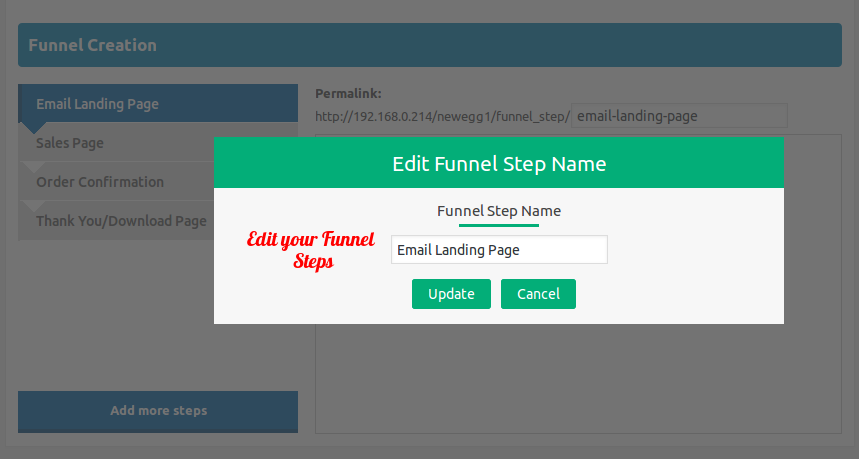 Funnel Creation
Email Landing Page
Sales Page
Order Confirmation
Thank You/Download Page
Add more steps
Permalink:
http://192.168.0.214/newegg1/funnel_step/ email-landing-page
Edit Funnel Step Name
Funnel Step Name
Edit your Funnel
Steps
Email Landing Page
Update Cancel